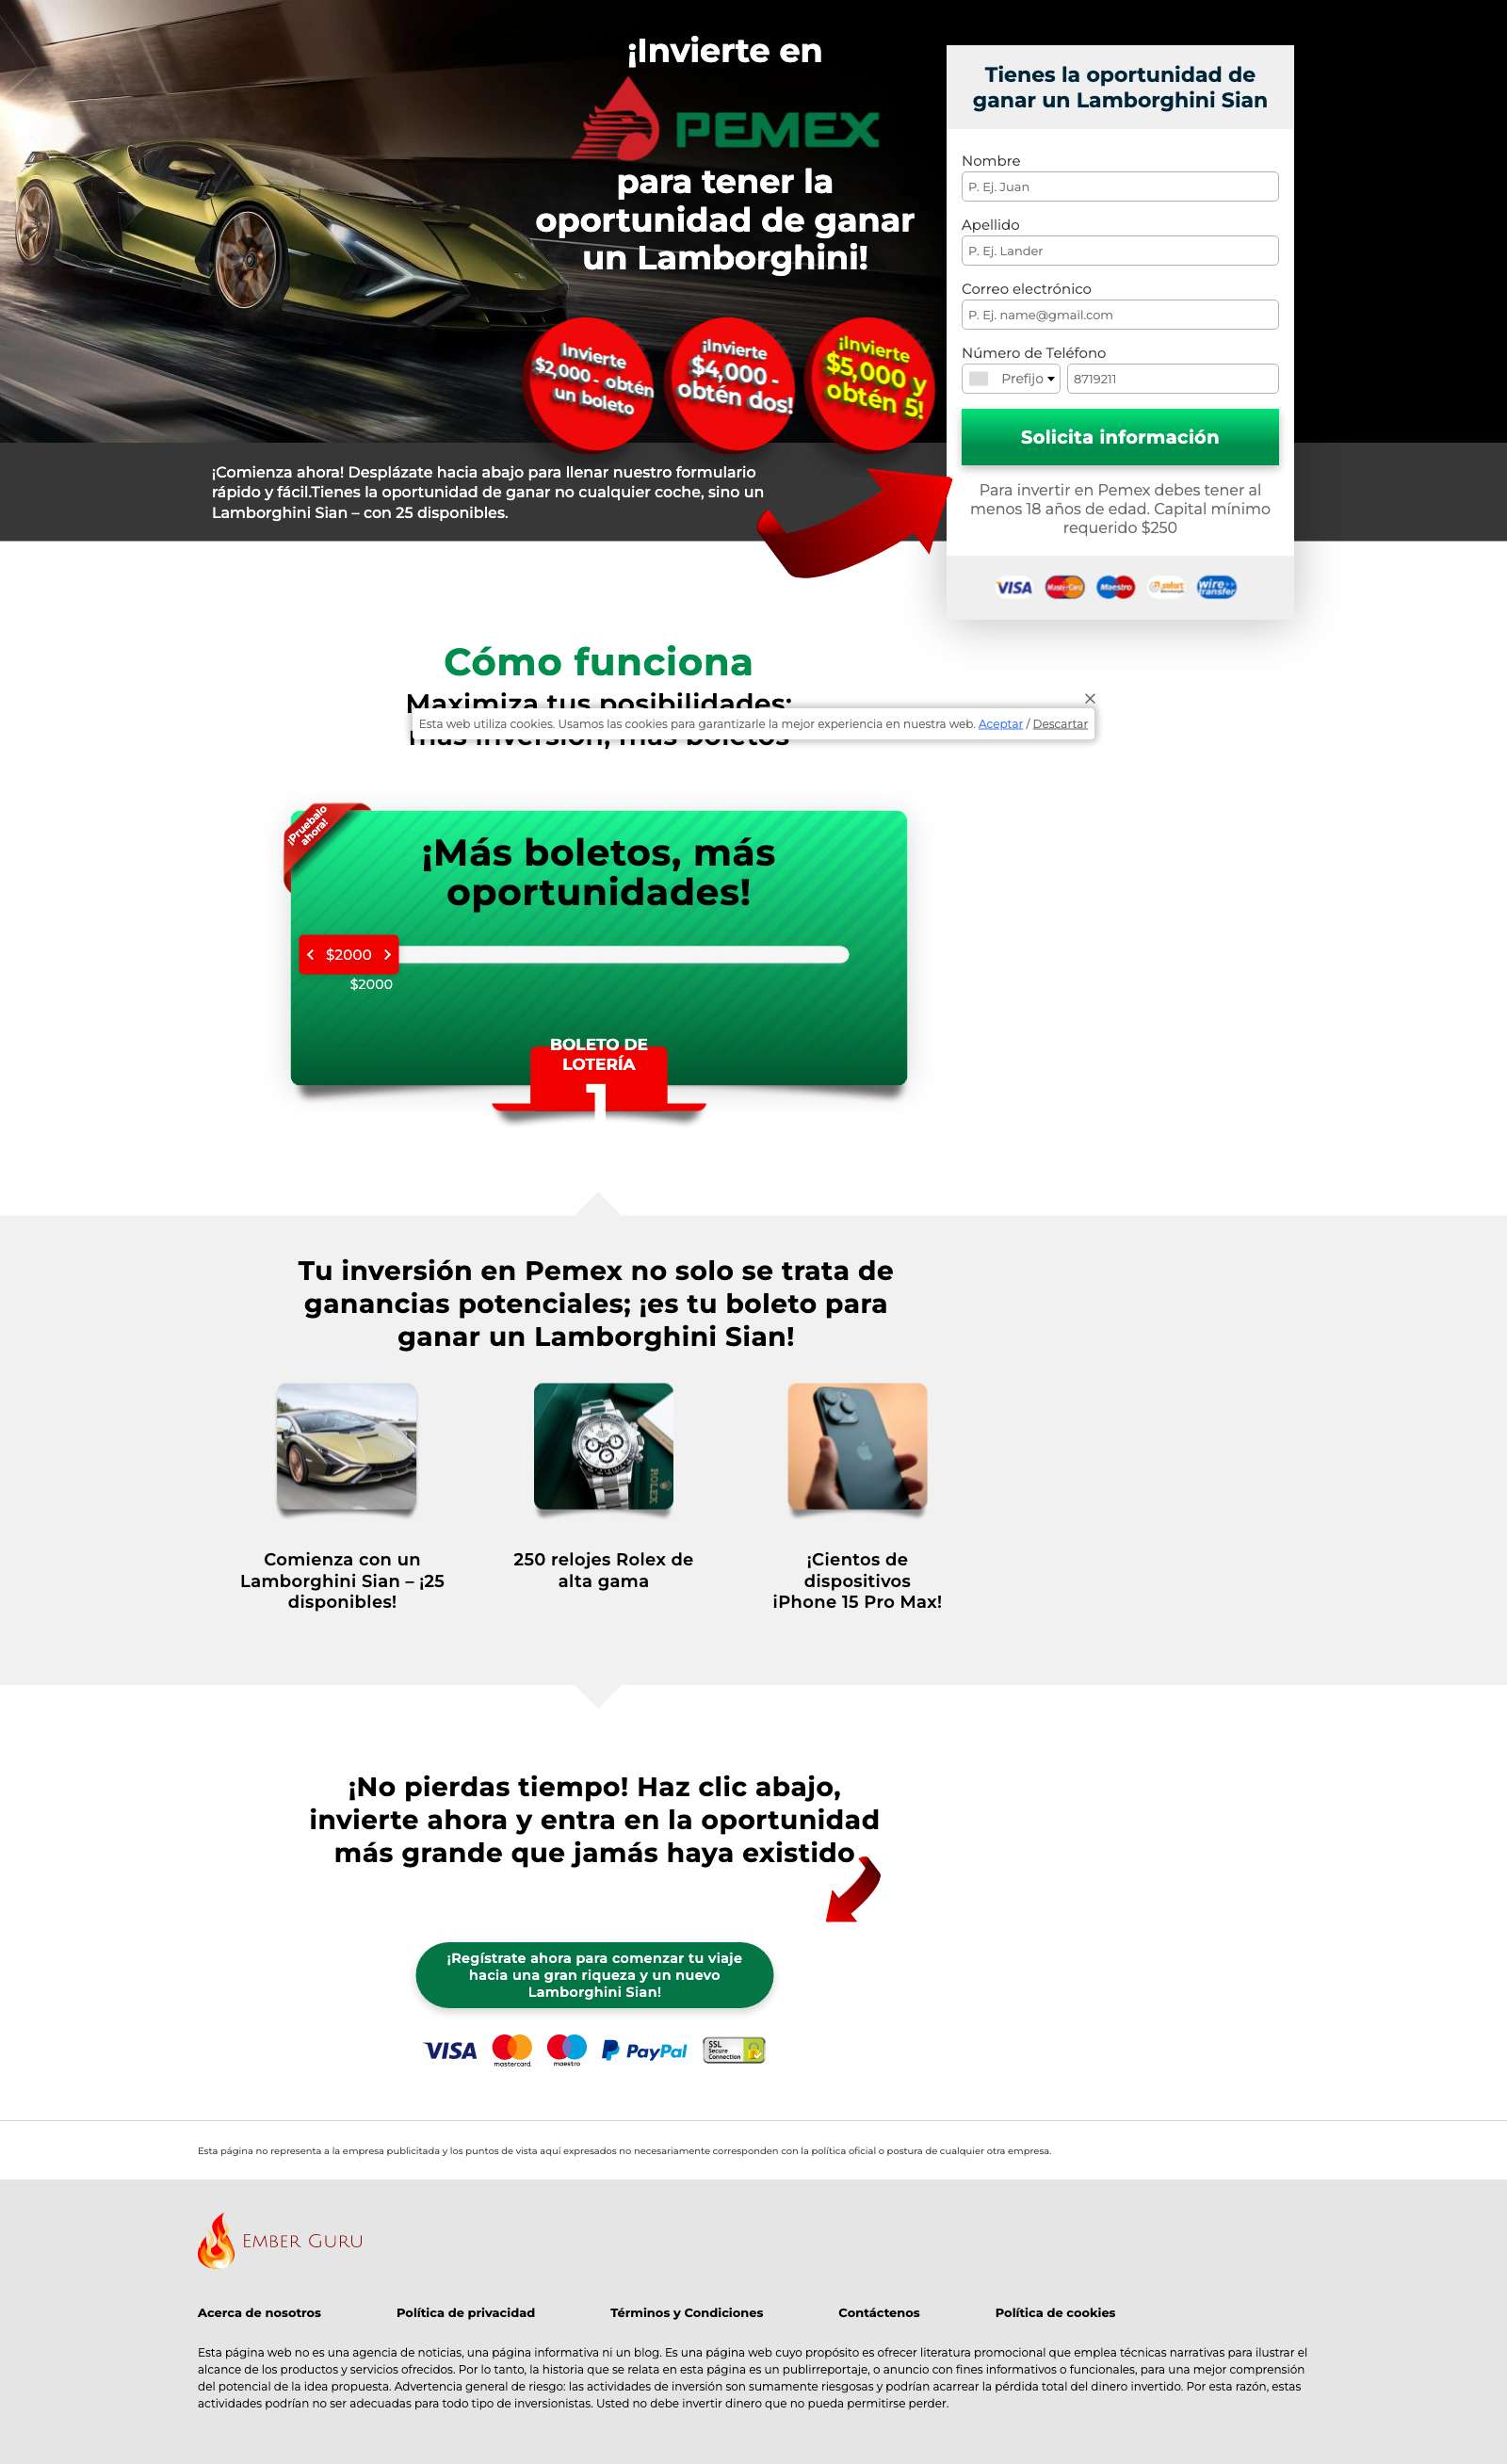 ¡Invierte en
PEMEX
para tener la
oportunidad de ganar
un Lamborghini!
Invierte
$2,000 - obtén
un boleto
¡Invierte
$4,000 -
obtén dos!
¡Invierte
$5,000 y
obtén 5!
Tienes la oportunidad de
ganar un Lamborghini Sian
Nombre
P. Ej. Juan
Apellido
P. Ej. Lander
Correo electrónico
P. Ej. name@gmail.com
Número de Teléfono
Prefijo 8719211
Solicita información
Para invertir en Pemex debes tener al
menos 18 años de edad. Capital mínimo
requerido $250
VISA MasterCard Maestro sofort wire transfer
¡Comienza ahora! Desplázate hacia abajo para llenar nuestro formulario
rápido y fácil.Tienes la oportunidad de ganar no cualquier coche, sino un
Lamborghini Sian – con 25 disponibles.
Cómo funciona
Maximiza tus posibilidades:
Esta web utiliza cookies. Usamos las cookies para garantizarle la mejor experiencia en nuestra web. Aceptar / Descartar
más inversión, más boletos
¡Pruebalo
ahora!
¡Más boletos, más
oportunidades!
$2000
$2000
BOLETO DE
LOTERÍA
1
Tu inversión en Pemex no solo se trata de
ganancias potenciales; ¡es tu boleto para
ganar un Lamborghini Sian!
ROLEX
Comienza con un
Lamborghini Sian – ¡25
disponibles!
250 relojes Rolex de
alta gama
¡Cientos de
dispositivos
iPhone 15 Pro Max!
¡No pierdas tiempo! Haz clic abajo,
invierte ahora y entra en la oportunidad
más grande que jamás haya existido
¡Regístrate ahora para comenzar tu viaje
hacia una gran riqueza y un nuevo
Lamborghini Sian!
VISA mastercard maestro PayPal SSL Secure Connection
Esta página no representa a la empresa publicitada y los puntos de vista aquí expresados no necesariamente corresponden con la política oficial o postura de cualquier otra empresa.
Ember Guru
Acerca de nosotros Política de privacidad Términos y Condiciones Contáctenos Política de cookies
Esta página web no es una agencia de noticias, una página informativa ni un blog. Es una página web cuyo propósito es ofrecer literatura promocional que emplea técnicas narrativas para ilustrar el
alcance de los productos y servicios ofrecidos. Por lo tanto, la historia que se relata en esta página es un publirreportaje, o anuncio con fines informativos o funcionales, para una mejor comprensión
del potencial de la idea propuesta. Advertencia general de riesgo: las actividades de inversión son sumamente riesgosas y podrían acarrear la pérdida total del dinero invertido. Por esta razón, estas
actividades podrían no ser adecuadas para todo tipo de inversionistas. Usted no debe invertir dinero que no pueda permitirse perder.